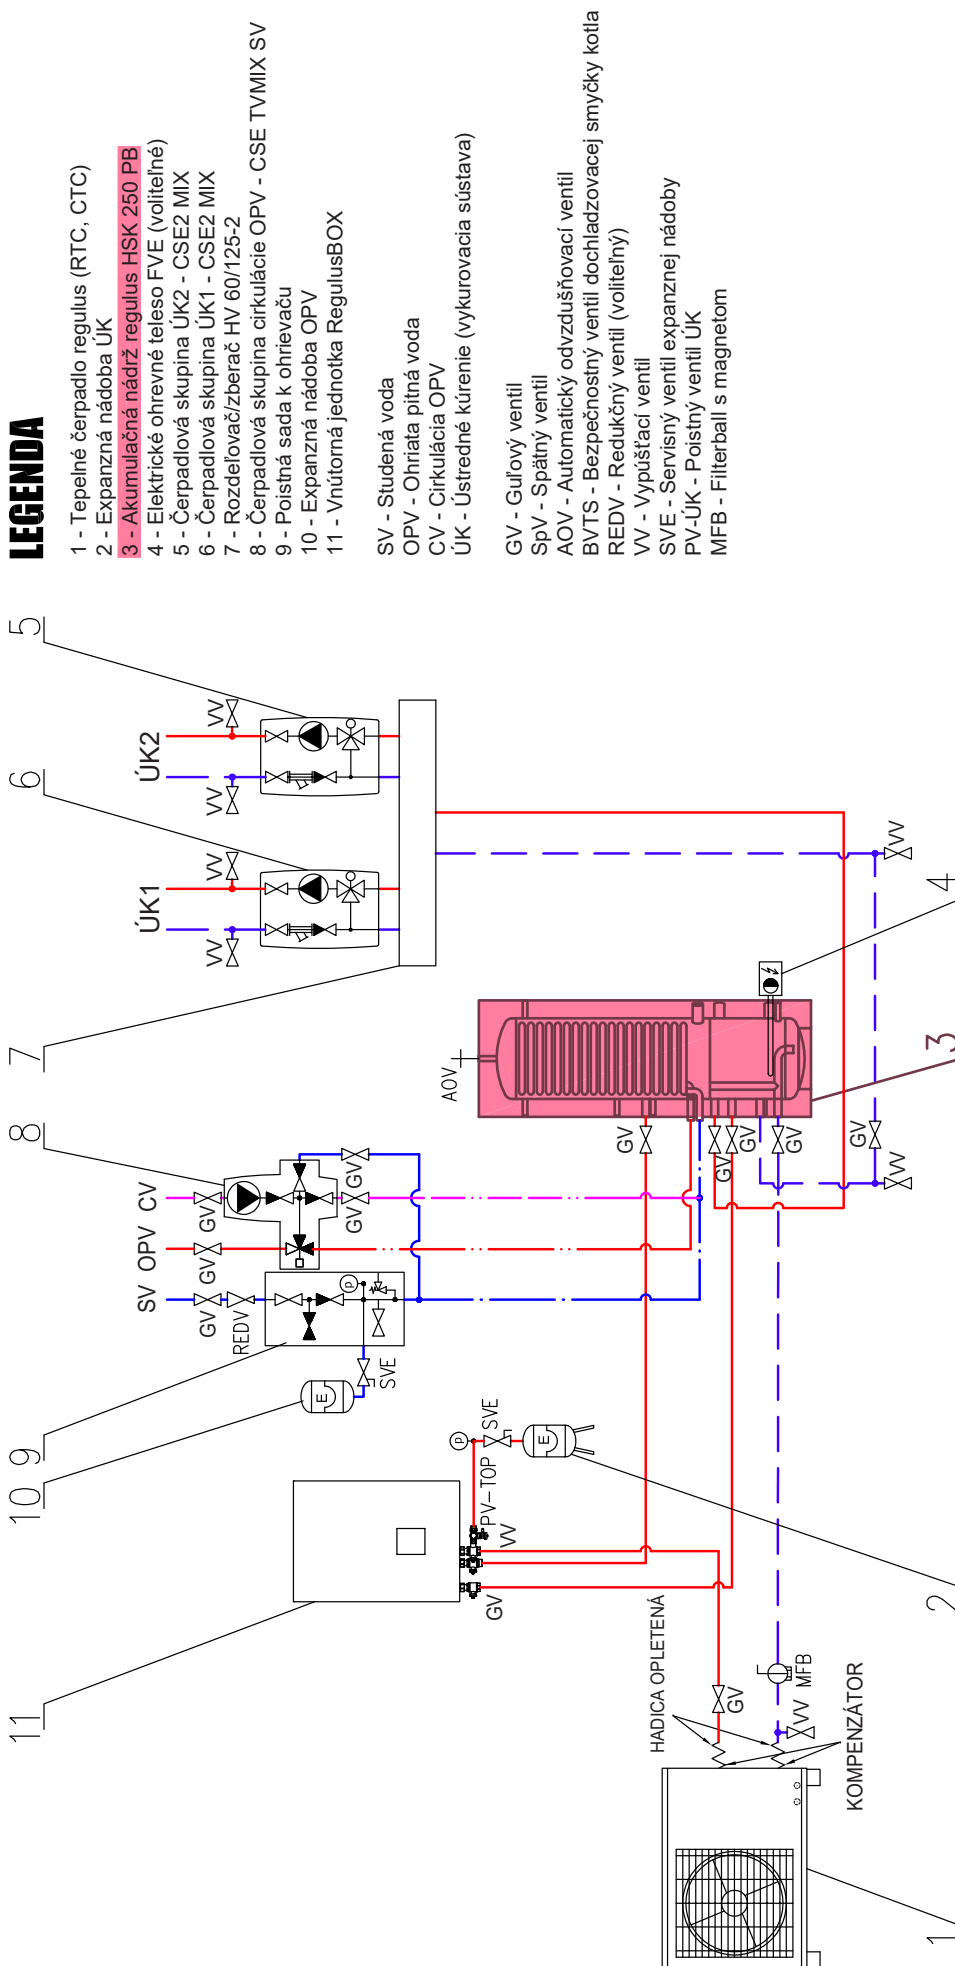 LEGENDA
1 - Tepelné čerpadlo regulus (RTC, CTC)
2 - Expanzná nádoba ÚK
3 - Akumulačná nádrž regulus HSK 250 PB
4 - Elektrické ohrevné teleso FVE (voliteľné)
5 - Čerpadlová skupina ÚK2 - CSE2 MIX
6 - Čerpadlová skupina ÚK1 - CSE2 MIX
7 - Rozdeľovač/zberač HV 60/125-2
8 - Čerpadlová skupina cirkulácie OPV - CSE TVMIX SV
9 - Poistná sada k ohrievaču
10 - Expanzná nádoba OPV
11 - Vnútorná jednotka RegulusBOX
SV - Studená voda
OPV - Ohriata pitná voda
CV - Cirkulácia OPV
ÚK - Ústredné kúrenie (vykurovacia sústava)
GV - Guľový ventil
SpV - Spätný ventil
AOV - Automatický odvzdušňovací ventil
BVTS - Bezpečnostný ventil dochladzovacej smyčky kotla
REDV - Redukčný ventil (voliteľný)
VV - Vypúšťací ventil
SVE - Servisný ventil expanznej nádoby
PV-ÚK - Poistný ventil ÚK
MFB - Filterball s magnetom
11
10
9
8
7
6
5
SV
OPV
CV
ÚK1
ÚK2
VV
VV
VV
VV
GV
GV
GV
REDV
GV
GV
P
E
SVE
AOV
P
SVE
E
PV-TOP
VV
GV
GV
GV
GV
GV
GV
VV
VV
HADICA OPLETENÁ
GV
MFB
VV
KOMPENZÁTOR
1
2
3
4